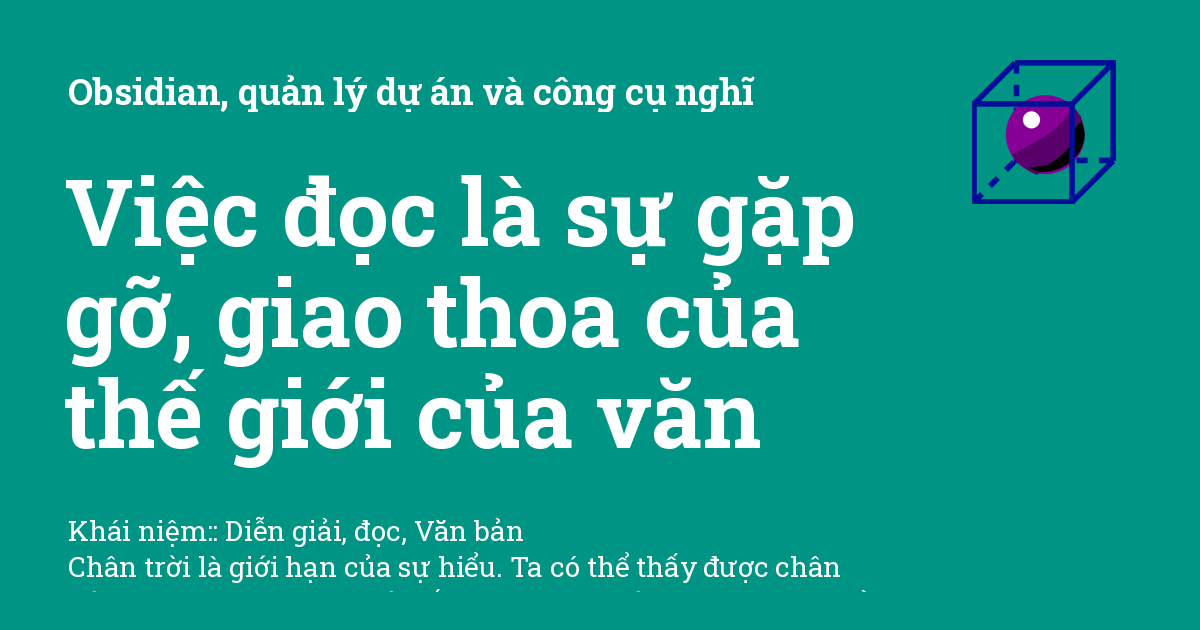 Obsidian, quản lý dự án và công cụ nghĩ
Việc đọc là sự gặp
gỡ, giao thoa của
thế giới của văn
Khái niệm:: Diễn giải, đọc, Văn bản
Chân trời là giới hạn của sự hiểu. Ta có thể thấy được chân